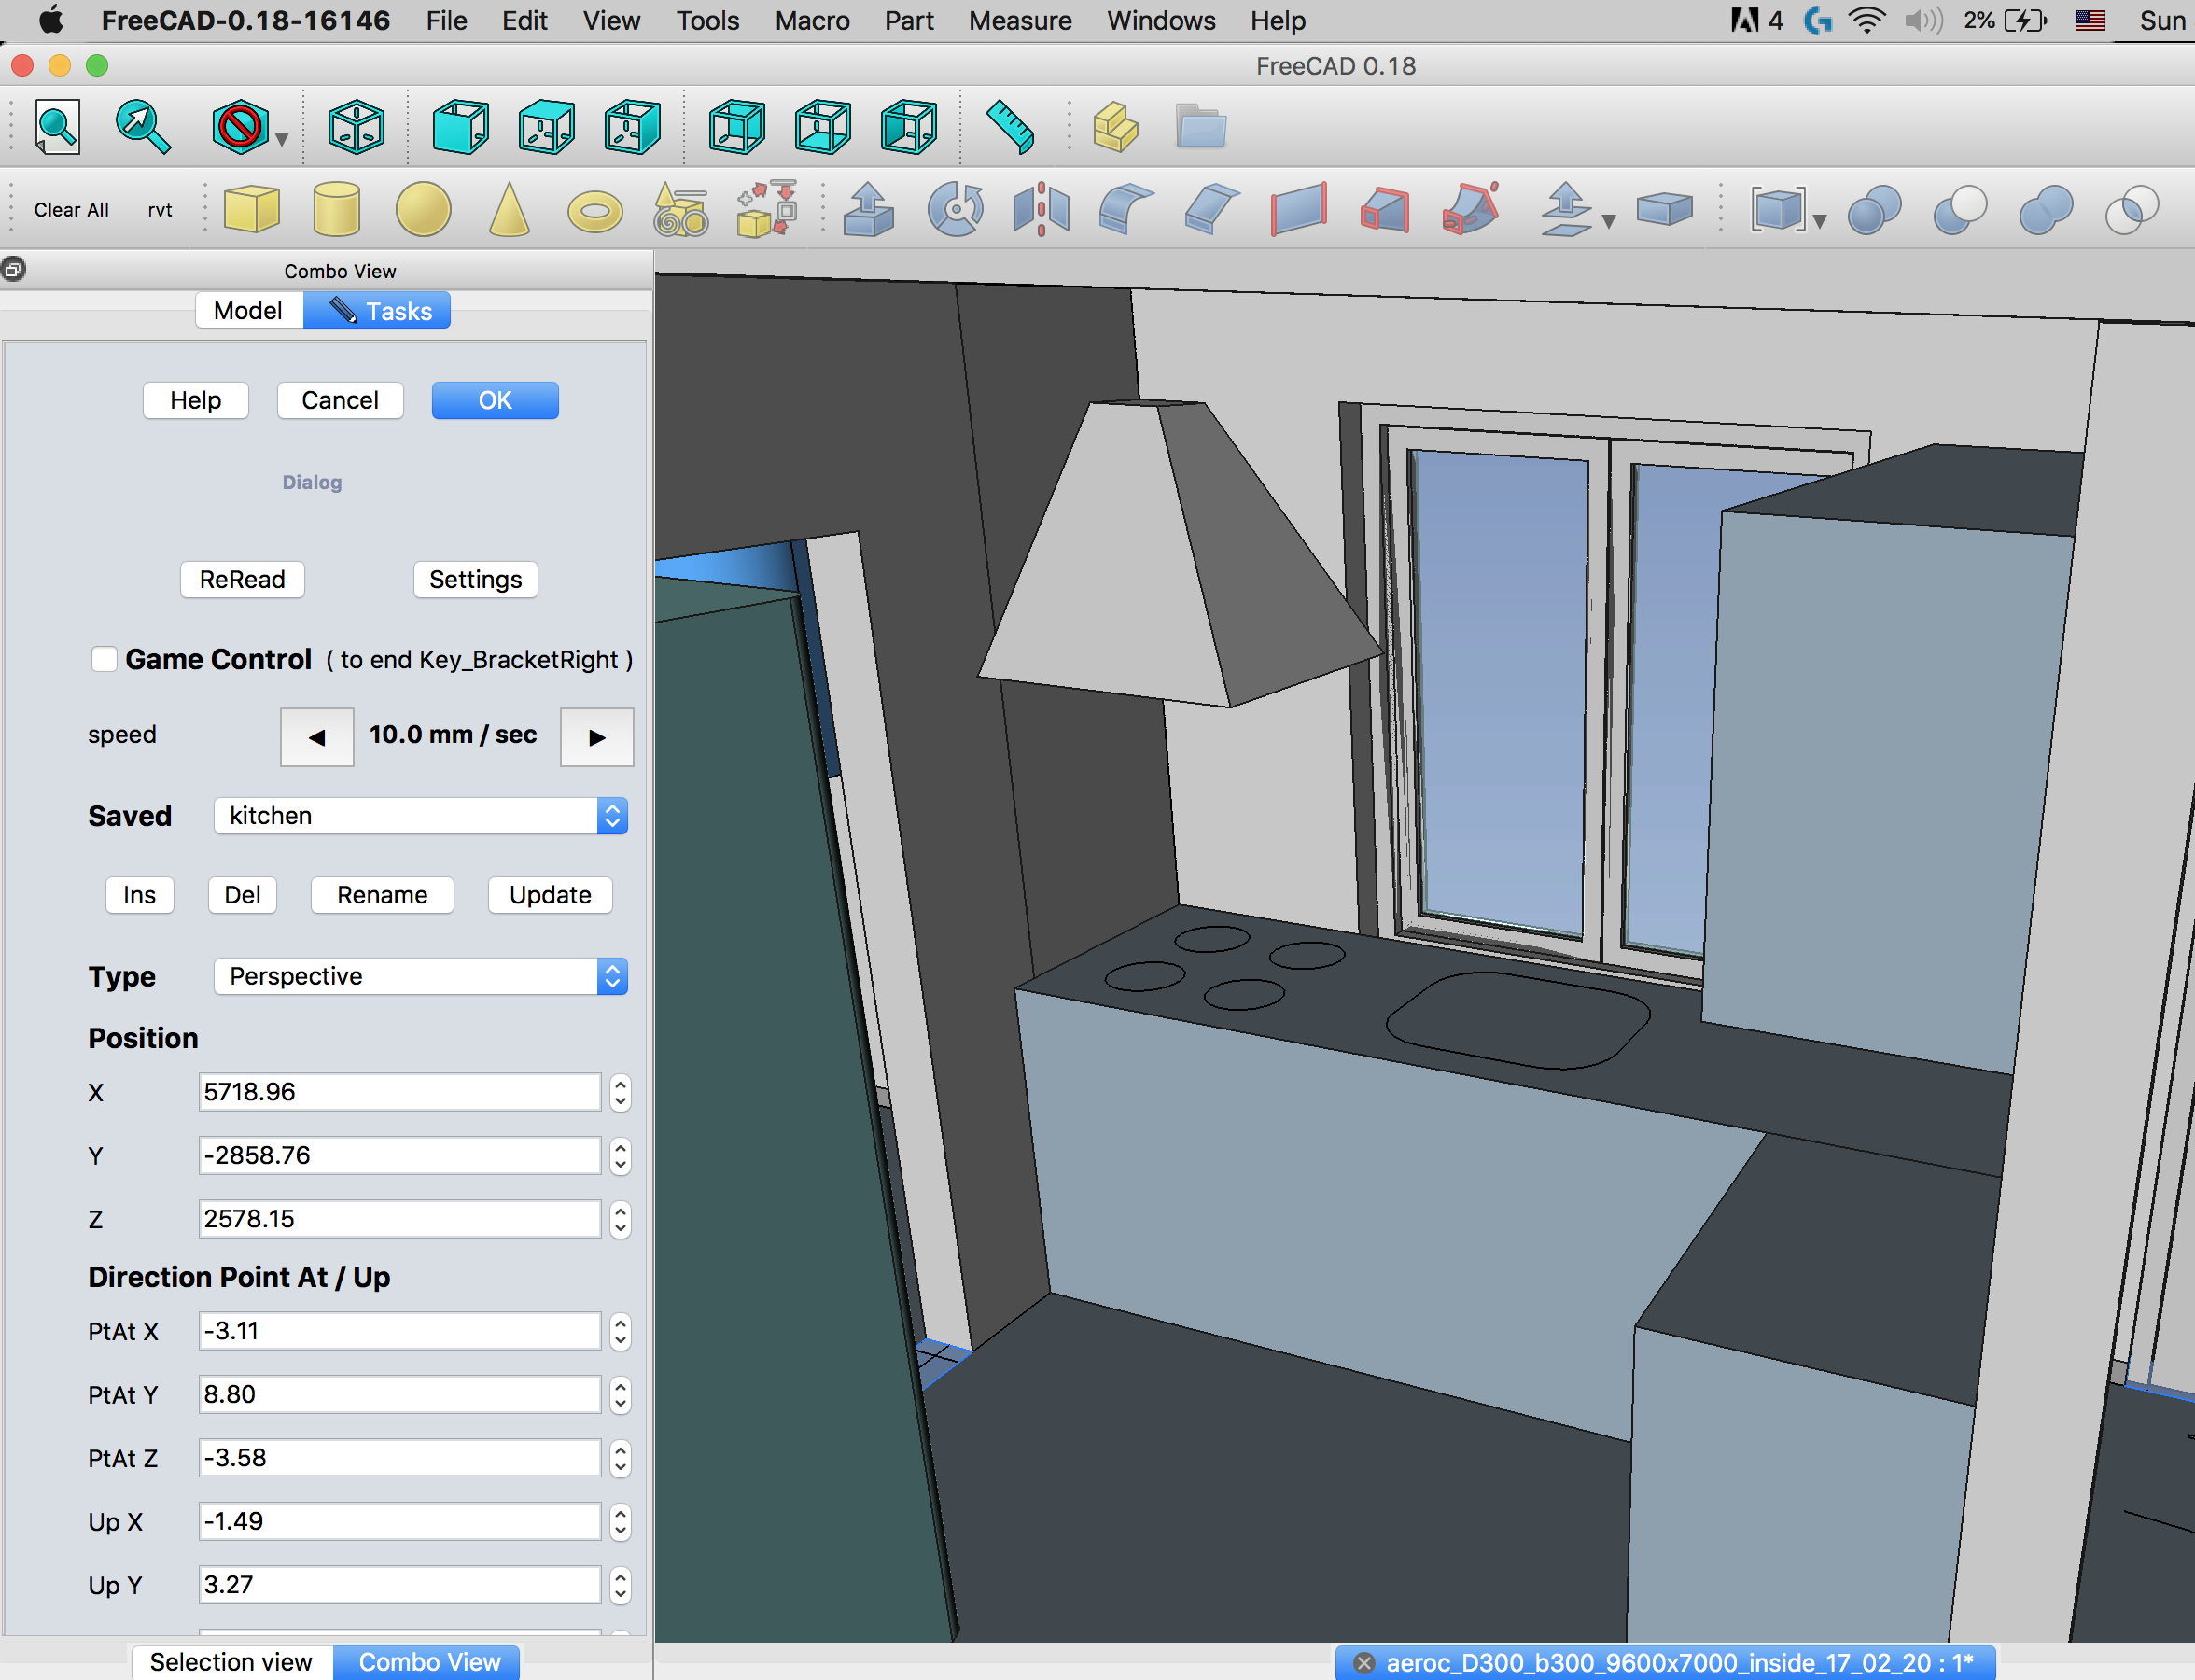 FreeCAD-0.18-16146 File Edit View Tools Macro Part Measure Windows Help 4 2% Sun
FreeCAD 0.18
Clear All rvt
Combo View
Model Tasks
Help Cancel OK
Dialog
ReRead Settings
Game Control ( to end Key_BracketRight )
speed 10.0 mm / sec
Saved kitchen
Ins Del Rename Update
Type Perspective
Position
X 5718.96
Y -2858.76
Z 2578.15
Direction Point At / Up
PtAt X -3.11
PtAt Y 8.80
PtAt Z -3.58
Up X -1.49
Up Y 3.27
Selection view Combo View
aeroc_D300_b300_9600x7000_inside_17_02_20 : 1*